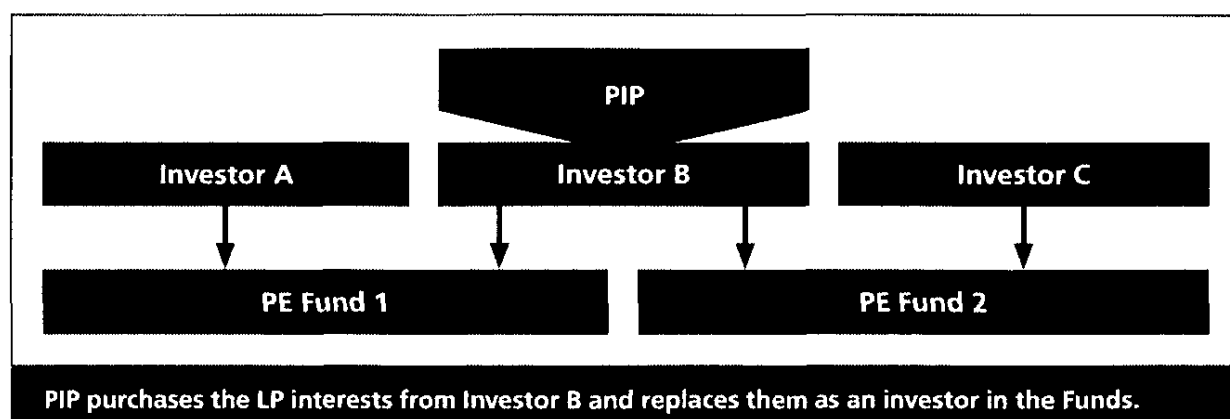 PIP
Investor A
Investor B
Investor C
PE Fund 1
PE Fund 2
PIP purchases the LP interests from Investor B and replaces them as an investor in the Funds.